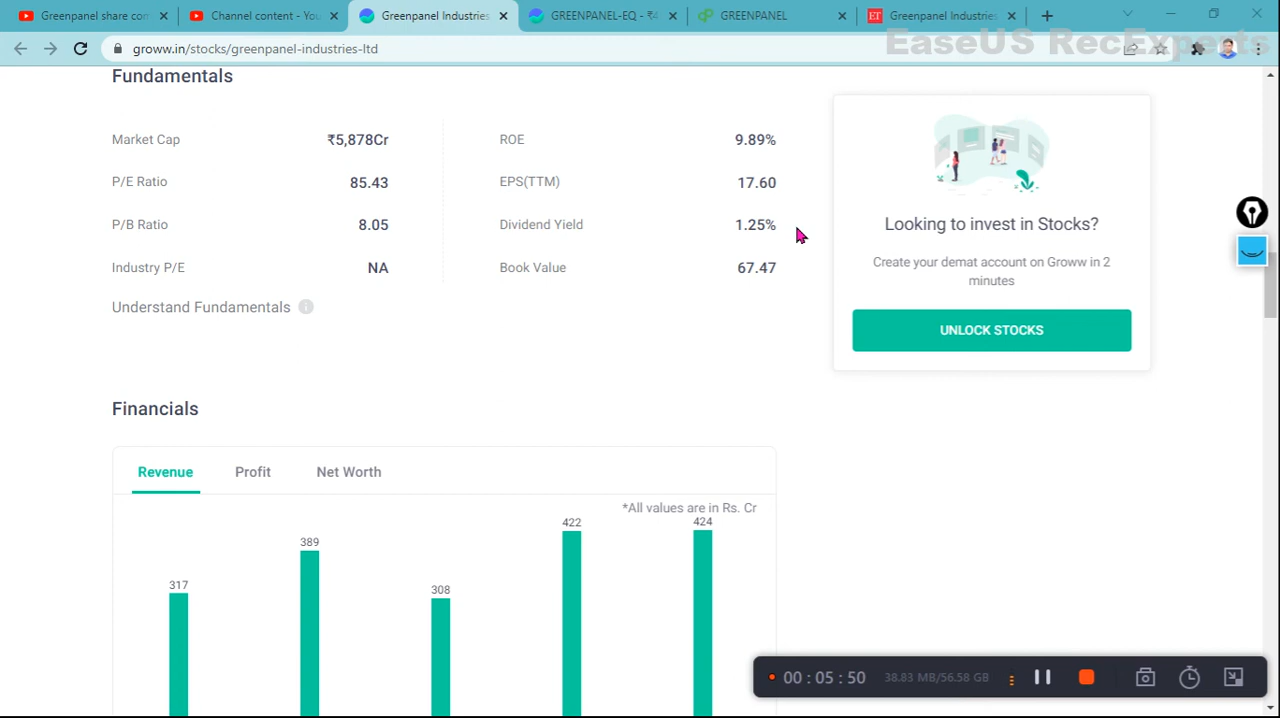 Greenpanel share com
Channel content - You
Greenpanel Industries
GREENPANEL-EQ - ₹4
GREENPANEL
ET Greenpanel Industries
groww.in/stocks/greenpanel-industries-ltd
EaseUS RecExperts
Fundamentals
Market Cap ₹5,878Cr ROE 9.89%
P/E Ratio 85.43 EPS(TTM) 17.60
P/B Ratio 8.05 Dividend Yield 1.25%
Industry P/E NA Book Value 67.47
Understand Fundamentals
Looking to invest in Stocks?
Create your demat account on Groww in 2
minutes
UNLOCK STOCKS
Financials
Revenue Profit Net Worth
*All values are in Rs. Cr
317 389 308 422 424
00 : 05 : 50 38.83 MB/56.58 GB